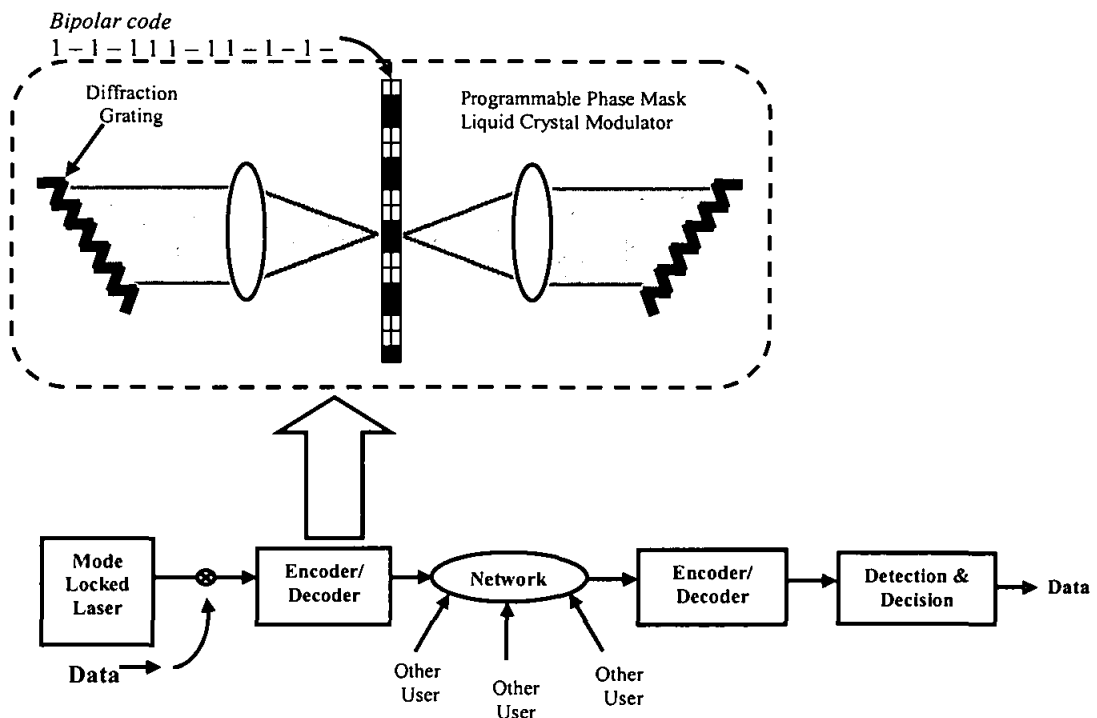 Bipolar code
1 – 1 – 1 1 1 – 1 1 – 1 – 1 –
Diffraction
Grating
Programmable Phase Mask
Liquid Crystal Modulator
Mode
Locked
Laser
Encoder/
Decoder
Network
Encoder/
Decoder
Detection &
Decision
Data
Data
Other
User
Other
User
Other
User